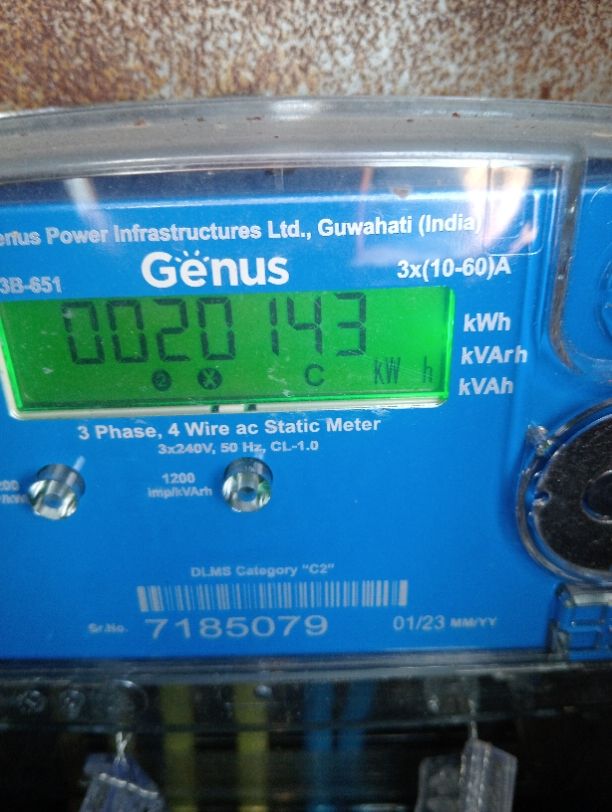 Genus Power Infrastructures Ltd., Guwahati (India)
Genus
3x(10-60)A
3B-651
0020143
kWh
kVArh
kVAh
2 X C kW h
3 Phase, 4 Wire ac Static Meter
3x240V, 50 Hz, CL-1.0
1200
imp/kVArh
DLMS Category "C2"
Sr.No. 7185079 01/23 MM/YY